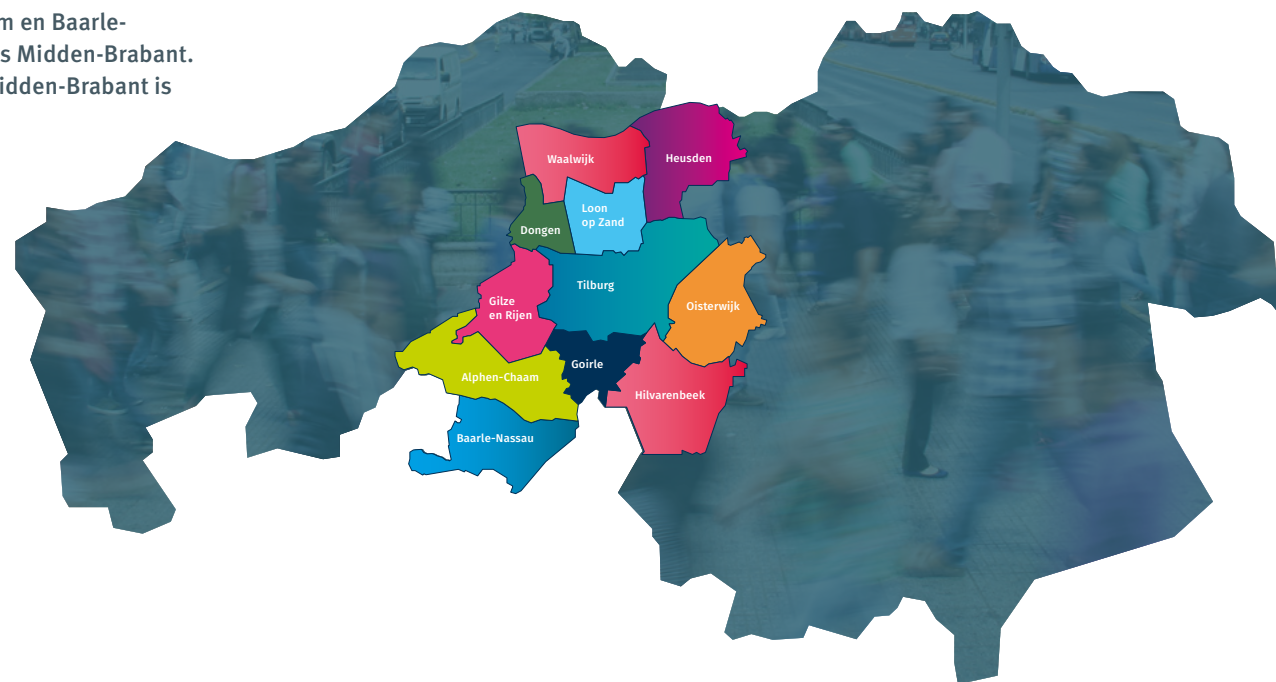 m en Baarle-
s Midden-Brabant.
idden-Brabant is
Waalwijk
Heusden
Loon
op Zand
Dongen
Tilburg
Gilze
en Rijen
Oisterwijk
Goirle
Alphen-Chaam
Hilvarenbeek
Baarle-Nassau